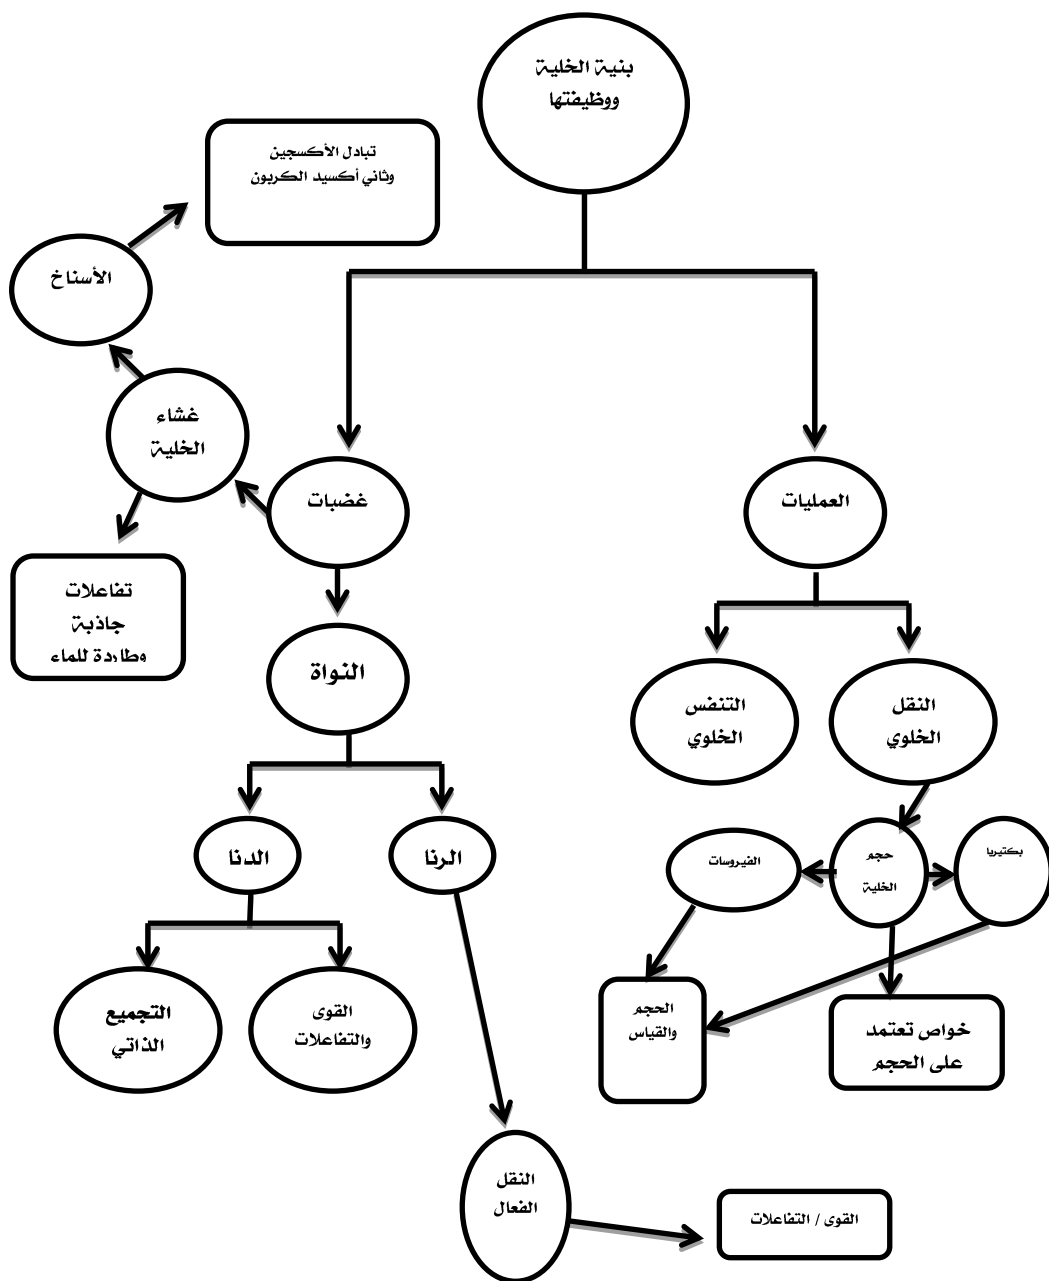 بنية الخلية
ووظيفتها
تبادل الأكسجين
وثاني أكسيد الكربون
الأسناخ
غشاء
الخلية
غضبات
العمليات
تفاعلات
جاذبة
وطاردة للماء
النواة
التنفس
الخلوي
النقل
الخلوي
الدنا
الرنا
الفيروسات
حجم
الخلية
بكتيريا
التجميع
الذاتي
القوى
والتفاعلات
الحجم
والقياس
خواص تعتمد
على الحجم
النقل
الفعال
القوى / التفاعلات